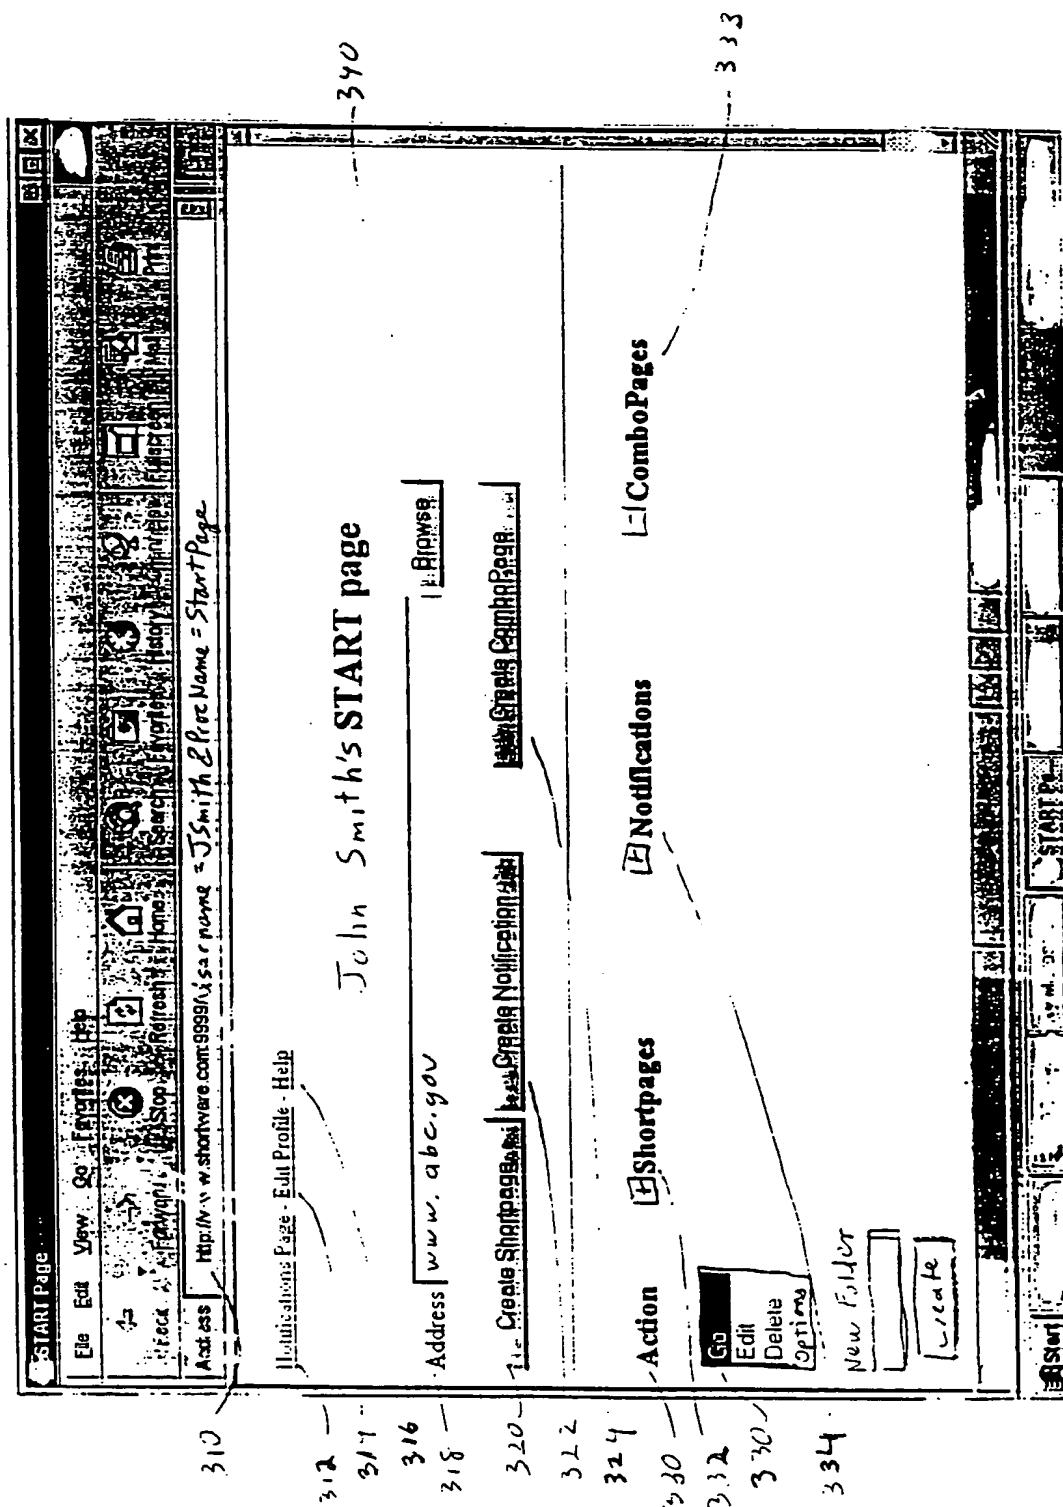 START Page
File Edit View Go Favorites Help
Stop Refresh Home Search Favorites History Fullscreen Mail Print
Address http://www.shortware.com:9999/username=JSmith&ProcName=StartPage
Notifications Page - Edit Profile - Help
John Smith's START page
Address www.abc.gov Browse
Create Shortpage Create Notification Create ComboPage
Action + Shortpages + Notifications - ComboPages
Go
Edit
Delete
Options
New Folder
Create
Start START Pa...
310
312
314
316
318
320
322
324
330
332
330
334
340
333